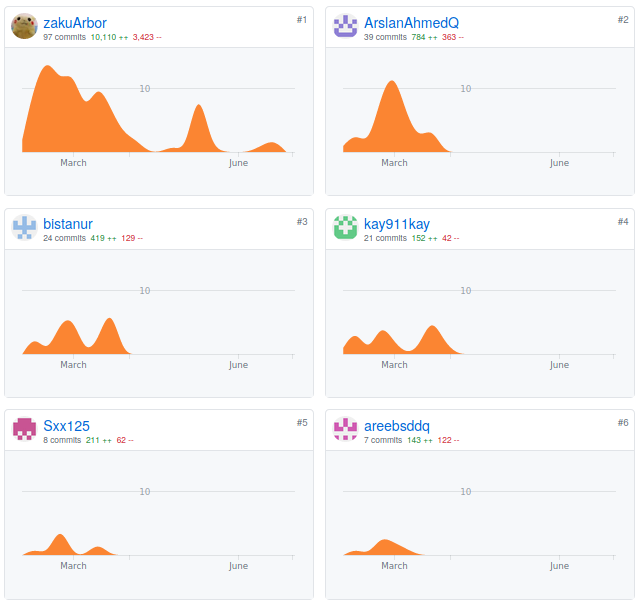 zakuArbor #1
97 commits 10,110 ++ 3,423 --
10
March June
ArslanAhmedQ #2
39 commits 784 ++ 363 --
10
March June
bistanur #3
24 commits 419 ++ 129 --
10
March June
kay911kay #4
21 commits 152 ++ 42 --
10
March June
Sxx125 #5
8 commits 211 ++ 62 --
10
March June
areebsddq #6
7 commits 143 ++ 122 --
10
March June